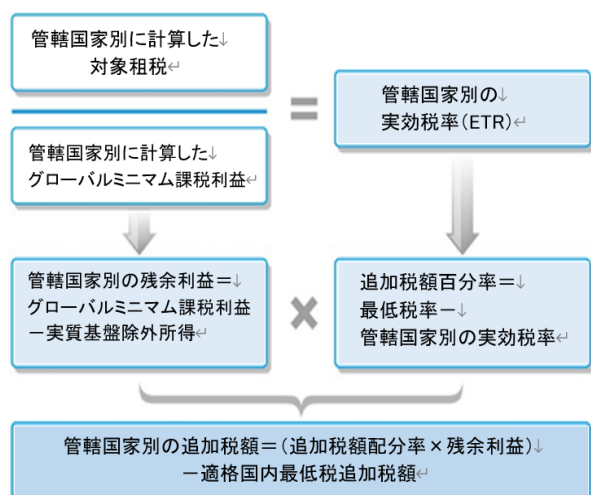 管轄国家別に計算した↓
対象租税↵
管轄国家別に計算した↓
グローバルミニマム課税利益↵
=
管轄国家別の↓
実効税率(ETR)↵
管轄国家別の残余利益=↓
グローバルミニマム課税利益
－実質基盤除外所得↵
×
追加税額百分率=↓
最低税率－↓
管轄国家別の実効税率↵
管轄国家別の追加税額=(追加税額配分率×残余利益)↓
－適格国内最低税追加税額↵